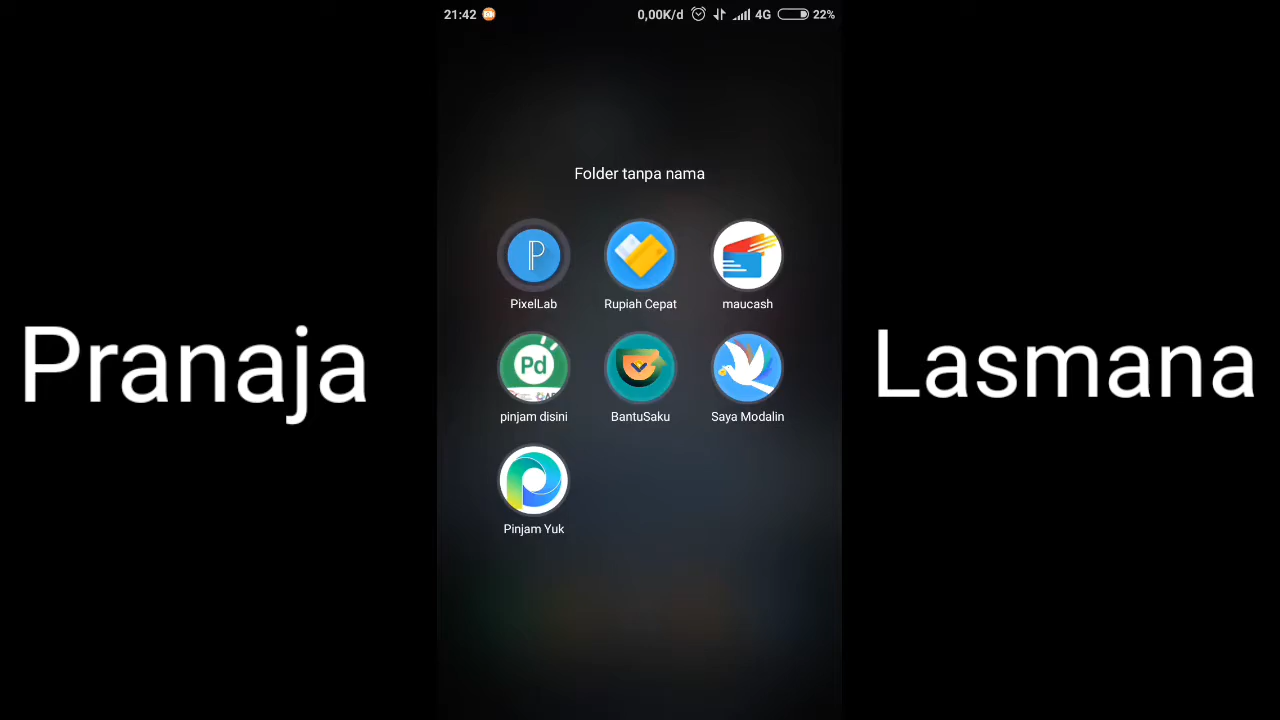 21:42 0,00K/d 4G 22%
Folder tanpa nama
P
PixelLab Rupiah Cepat maucash
Pd
pinjam disini BantuSaku Saya Modalin
Pinjam Yuk
Pranaja Lasmana